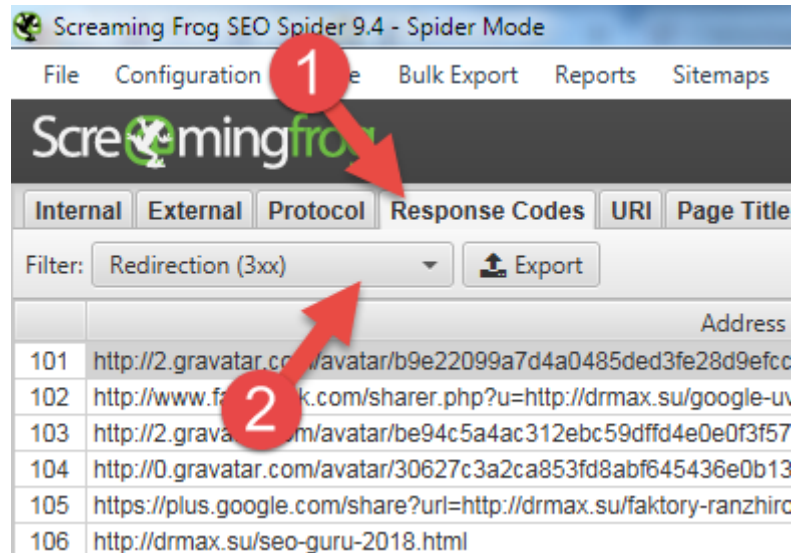 Screaming Frog SEO Spider 9.4 - Spider Mode
File Configuration Bulk Export Reports Sitemaps
1
Screamingfrog
Internal External Protocol Response Codes URI Page Title
Filter: Redirection (3xx) Export
Address
101 http://2.gravatar.com/avatar/b9e22099a7d4a0485ded3fe28d9efcc
102 http://www.fa k.com/sharer.php?u=http://drmax.su/google-uv
2
103 http://2.grava m/avatar/be94c5a4ac312ebc59dffd4e0e0f3f57
104 http://0.gravatar.com/avatar/30627c3a2ca853fd8abf645436e0b13
105 https://plus.google.com/share?url=http://drmax.su/faktory-ranzhiro
106 http://drmax.su/seo-guru-2018.html